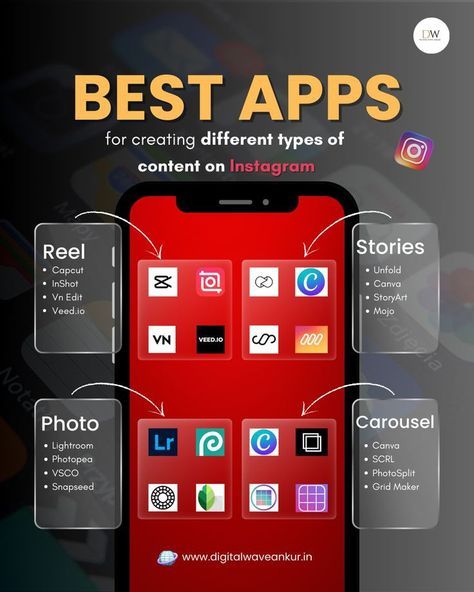 DW
BEST APPS
for creating different types of
content on Instagram
Reel
• Capcut
• InShot
• Vn Edit
• Veed.io
Stories
• Unfold
• Canva
• StoryArt
• Mojo
VN
VEED.IO
Photo
• Lightroom
• Photopea
• VSCO
• Snapseed
Carousel
• Canva
• SCRL
• PhotoSplit
• Grid Maker
Lr
www.digitalwaveankur.in